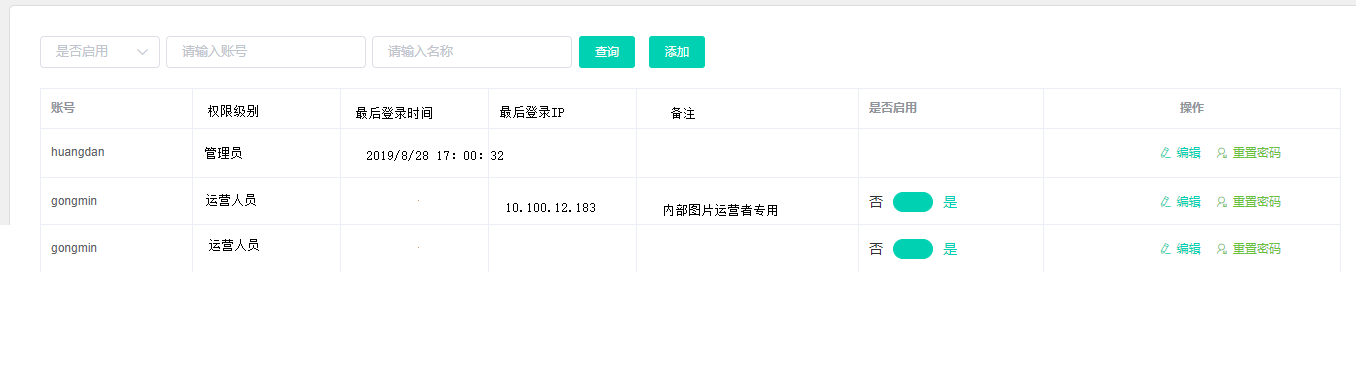 是否启用 请输入账号 请输入名称 查询 添加
账号 权限级别 最后登录时间 最后登录IP 备注 是否启用 操作
huangdan 管理员 2019/8/28 17:00:32 编辑 重置密码
gongmin 运营人员 10.100.12.183 内部图片运营者专用 否 是 编辑 重置密码
gongmin 运营人员 否 是 编辑 重置密码